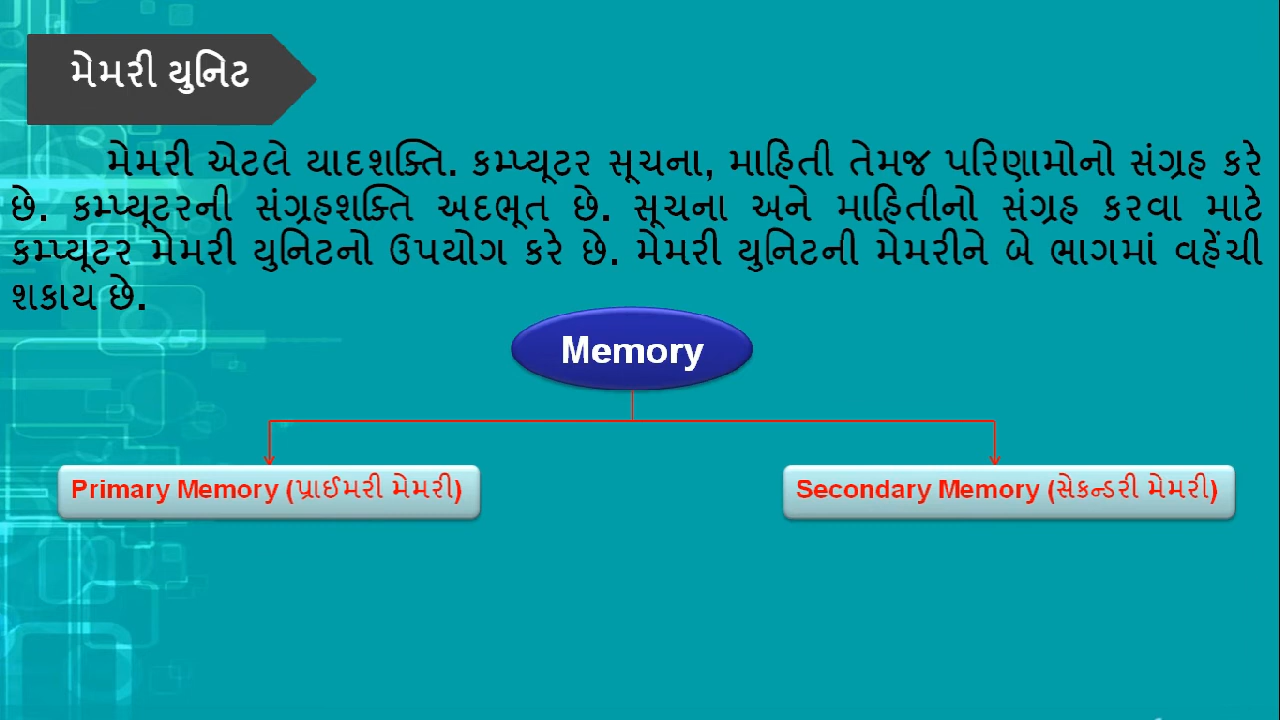 મેમરી યુનિટ
મેમરી એટલે યાદશક્તિ. કમ્પ્યૂટર સૂચના, માહિતી તેમજ પરિણામોનો સંગ્રહ કરે
છે. કમ્પ્યૂટરની સંગ્રહશક્તિ અદભૂત છે. સૂચના અને માહિતીનો સંગ્રહ કરવા માટે
કમ્પ્યૂટર મેમરી યુનિટનો ઉપયોગ કરે છે. મેમરી યુનિટની મેમરીને બે ભાગમાં વહેંચી
શકાય છે.
Memory
Primary Memory (પ્રાઈમરી મેમરી)
Secondary Memory (સેકન્ડરી મેમરી)